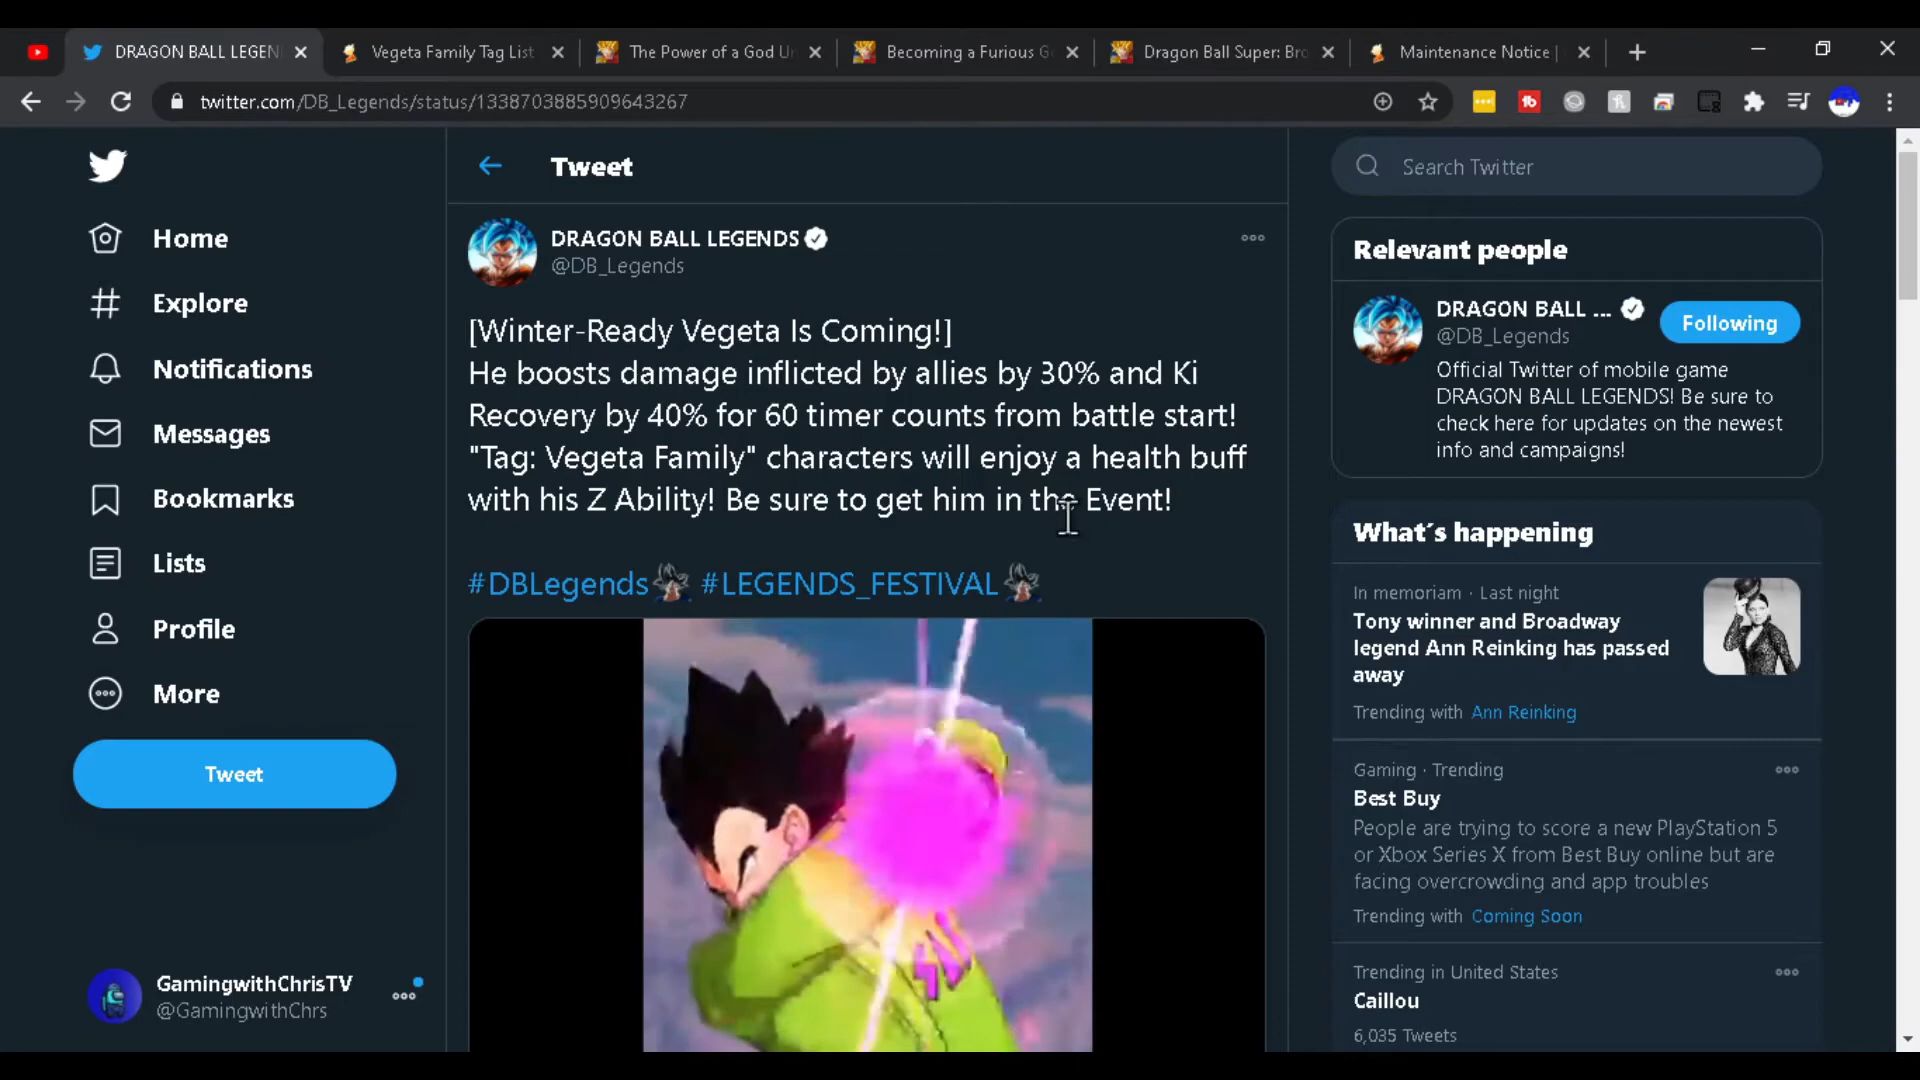 DRAGON BALL LEGEN
Vegeta Family Tag List
The Power of a God Un
Becoming a Furious G
Dragon Ball Super: Bro
Maintenance Notice |
twitter.com/DB_Legends/status/1338703885909643267
Home
Explore
Notifications
Messages
Bookmarks
Lists
Profile
More
Tweet
GamingwithChrisTV
@GamingwithChrs
Tweet
DRAGON BALL LEGENDS
@DB_Legends
[Winter-Ready Vegeta Is Coming!]
He boosts damage inflicted by allies by 30% and Ki
Recovery by 40% for 60 timer counts from battle start!
"Tag: Vegeta Family" characters will enjoy a health buff
with his Z Ability! Be sure to get him in the Event!
#DBLegends #LEGENDS_FESTIVAL
Search Twitter
Relevant people
DRAGON BALL ...
@DB_Legends
Following
Official Twitter of mobile game
DRAGON BALL LEGENDS! Be sure to
check here for updates on the newest
info and campaigns!
What's happening
In memoriam · Last night
Tony winner and Broadway
legend Ann Reinking has passed
away
Trending with Ann Reinking
Gaming · Trending
Best Buy
People are trying to score a new PlayStation 5
or Xbox Series X from Best Buy online but are
facing overcrowding and app troubles
Trending with Coming Soon
Trending in United States
Caillou
6,035 Tweets